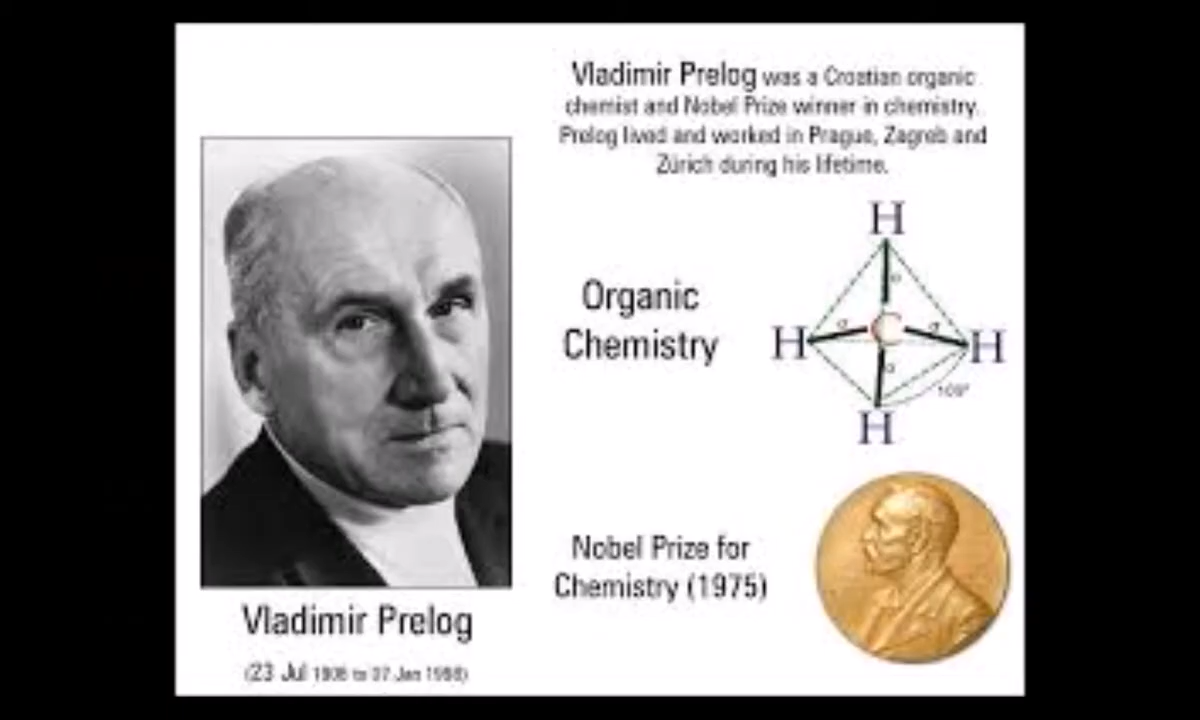 Vladimir Prelog was a Croatian organic
chemist and Nobel Prize winner in chemistry.
Prelog lived and worked in Prague, Zagreb and
Zürich during his lifetime.
Organic
Chemistry
H
σ
H σ C σ H
σ
109°
H
Nobel Prize for
Chemistry (1975)
Vladimir Prelog
(23 Jul 1906 to 07 Jan 1998)